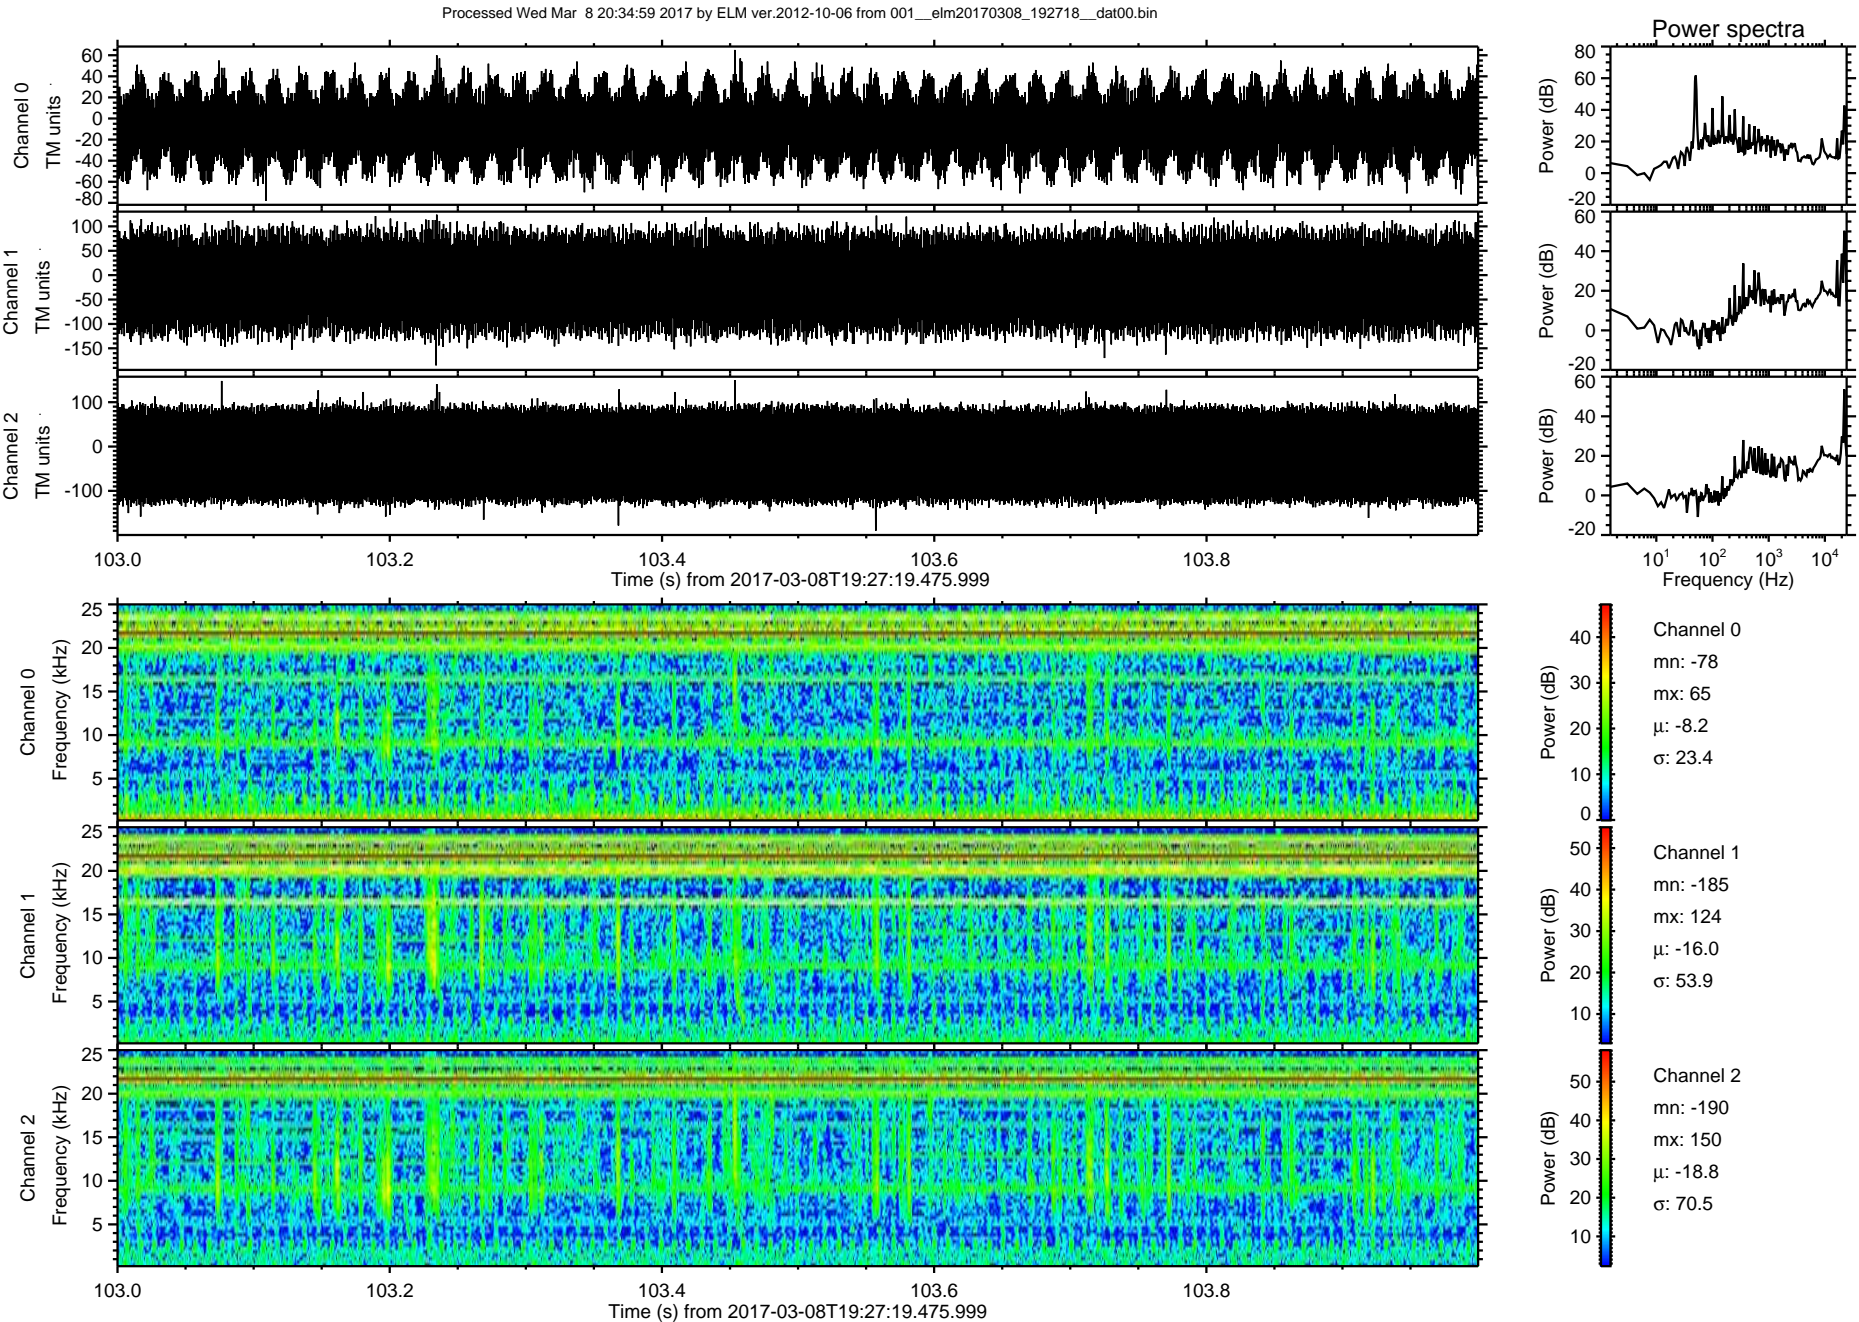 Processed Wed Mar  8 20:34:59 2017 by ELM ver.2012-10-06 from 001__elm20170308_192718__dat00.bin
Power spectra
Channel 0
TM units
60
40
20
0
-20
-40
-60
-80
Power (dB)
80
60
40
20
0
-20
Channel 1
TM units
100
50
0
-50
-100
-150
Power (dB)
60
40
20
0
-20
Channel 2
TM units
100
0
-100
Power (dB)
60
40
20
0
-20
103.0 103.2 103.4 103.6 103.8
Time (s) from 2017-03-08T19:27:19.475.999
10^1 10^2 10^3 10^4
Frequency (Hz)
Channel 0
Frequency (kHz)
25
20
15
10
5
Power (dB)
40
30
20
10
0
Channel 0
mn: -78
mx: 65
μ: -8.2
σ: 23.4
Channel 1
Frequency (kHz)
25
20
15
10
5
Power (dB)
50
40
30
20
10
Channel 1
mn: -185
mx: 124
μ: -16.0
σ: 53.9
Channel 2
Frequency (kHz)
25
20
15
10
5
Power (dB)
50
40
30
20
10
Channel 2
mn: -190
mx: 150
μ: -18.8
σ: 70.5
103.0 103.2 103.4 103.6 103.8
Time (s) from 2017-03-08T19:27:19.475.999